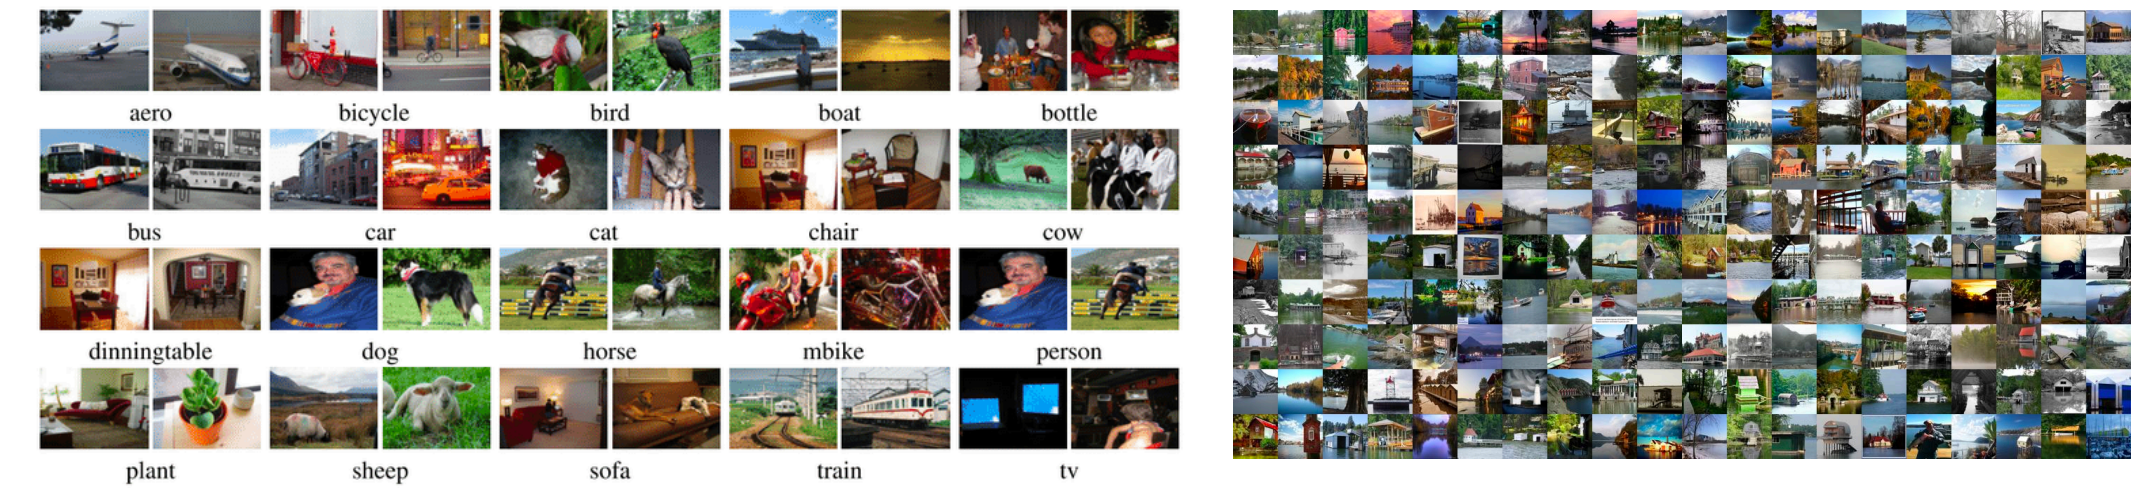 aero bicycle bird boat bottle
bus car cat chair cow
dinningtable dog horse mbike person
plant sheep sofa train tv